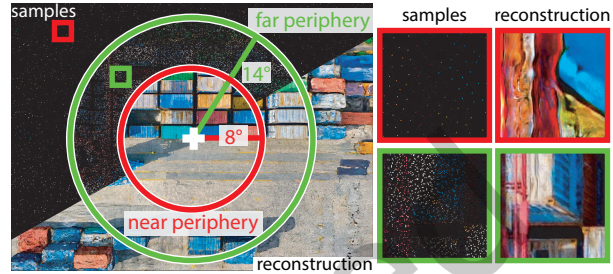 samples
far periphery
14°
8°
near periphery
reconstruction
samples
reconstruction